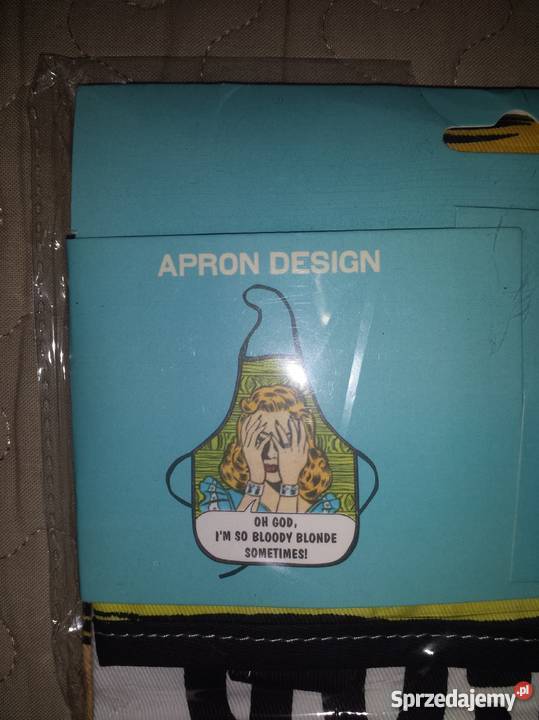 APRON DESIGN
OH GOD,
I'M SO BLOODY BLONDE
SOMETIMES!
Sprzedajemy.pl